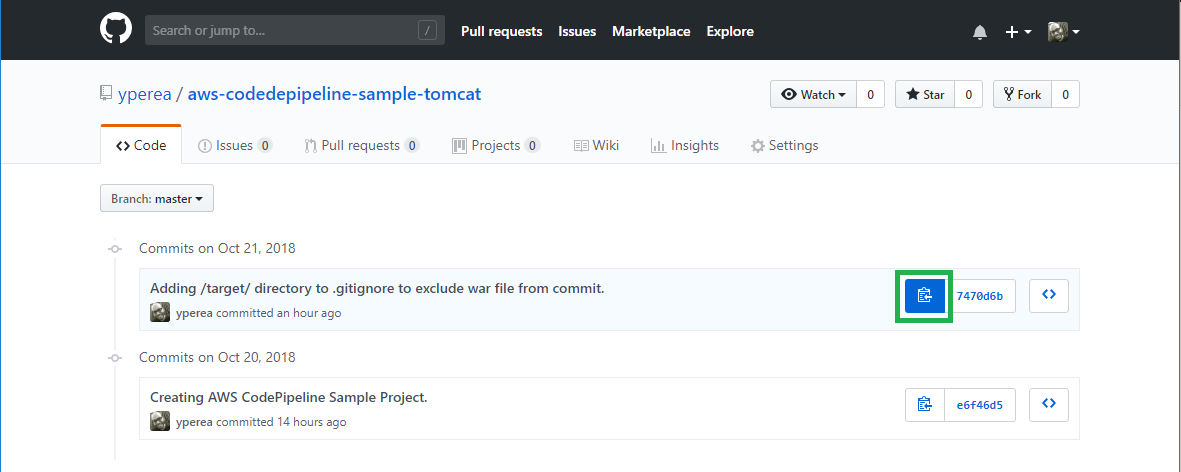 Search or jump to... / Pull requests Issues Marketplace Explore
yperea / aws-codedepipeline-sample-tomcat Watch 0 Star 0 Fork 0
Code Issues 0 Pull requests 0 Projects 0 Wiki Insights Settings
Branch: master
Commits on Oct 21, 2018
Adding /target/ directory to .gitignore to exclude war file from commit.
7470d6b
yperea committed an hour ago
Commits on Oct 20, 2018
Creating AWS CodePipeline Sample Project.
e6f46d5
yperea committed 14 hours ago